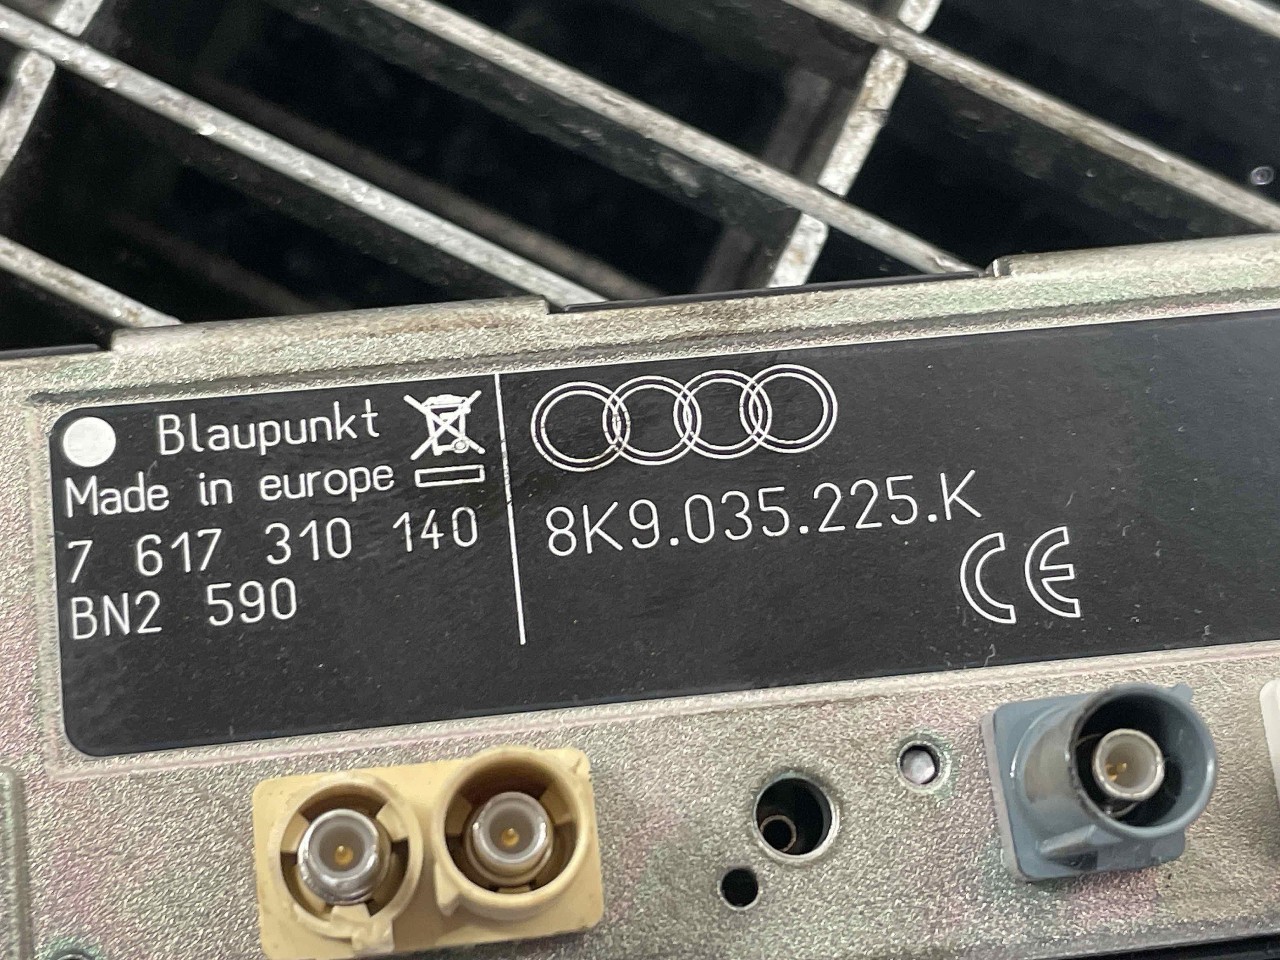 Blaupunkt
Made in europe
7 617 310 140
BN2 590
8K9.035.225.K
CE